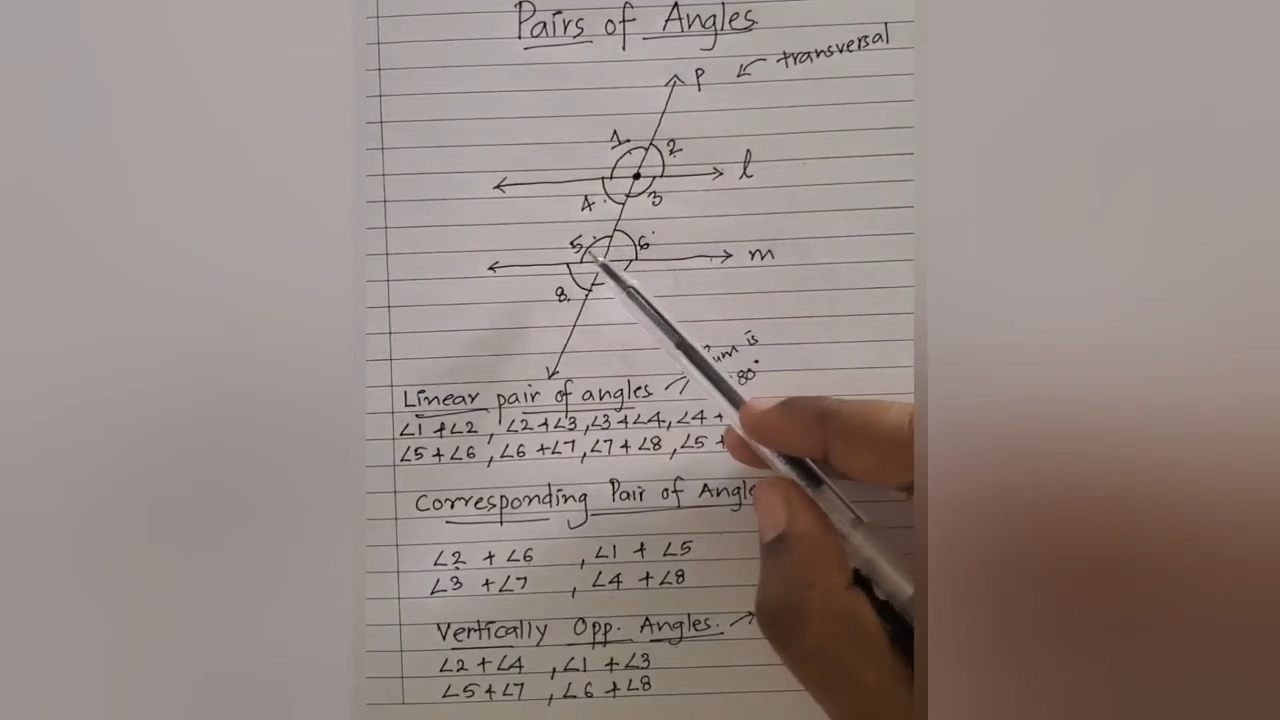 Pairs of Angles
transversal
P
1 2
l
4 3
5 6
m
8
is
80°
Linear pair of angles
∠1 + ∠2 , ∠2 + ∠3 , ∠3 + ∠4 , ∠4 +
∠5 + ∠6 , ∠6 + ∠7 , ∠7 + ∠8 , ∠5 +
Corresponding Pair of Angle
∠2 + ∠6 , ∠1 + ∠5
∠3 + ∠7 , ∠4 + ∠8
Vertically Opp. Angles.
∠2 + ∠4 , ∠1 + ∠3
∠5 + ∠7 , ∠6 + ∠8